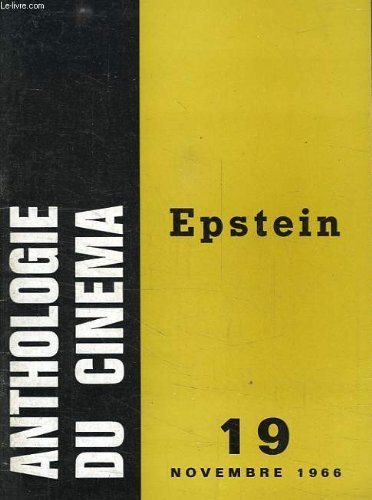 Le-livre.com
ANTHOLOGIE
DU CINEMA
Epstein
19
NOVEMBRE 1966